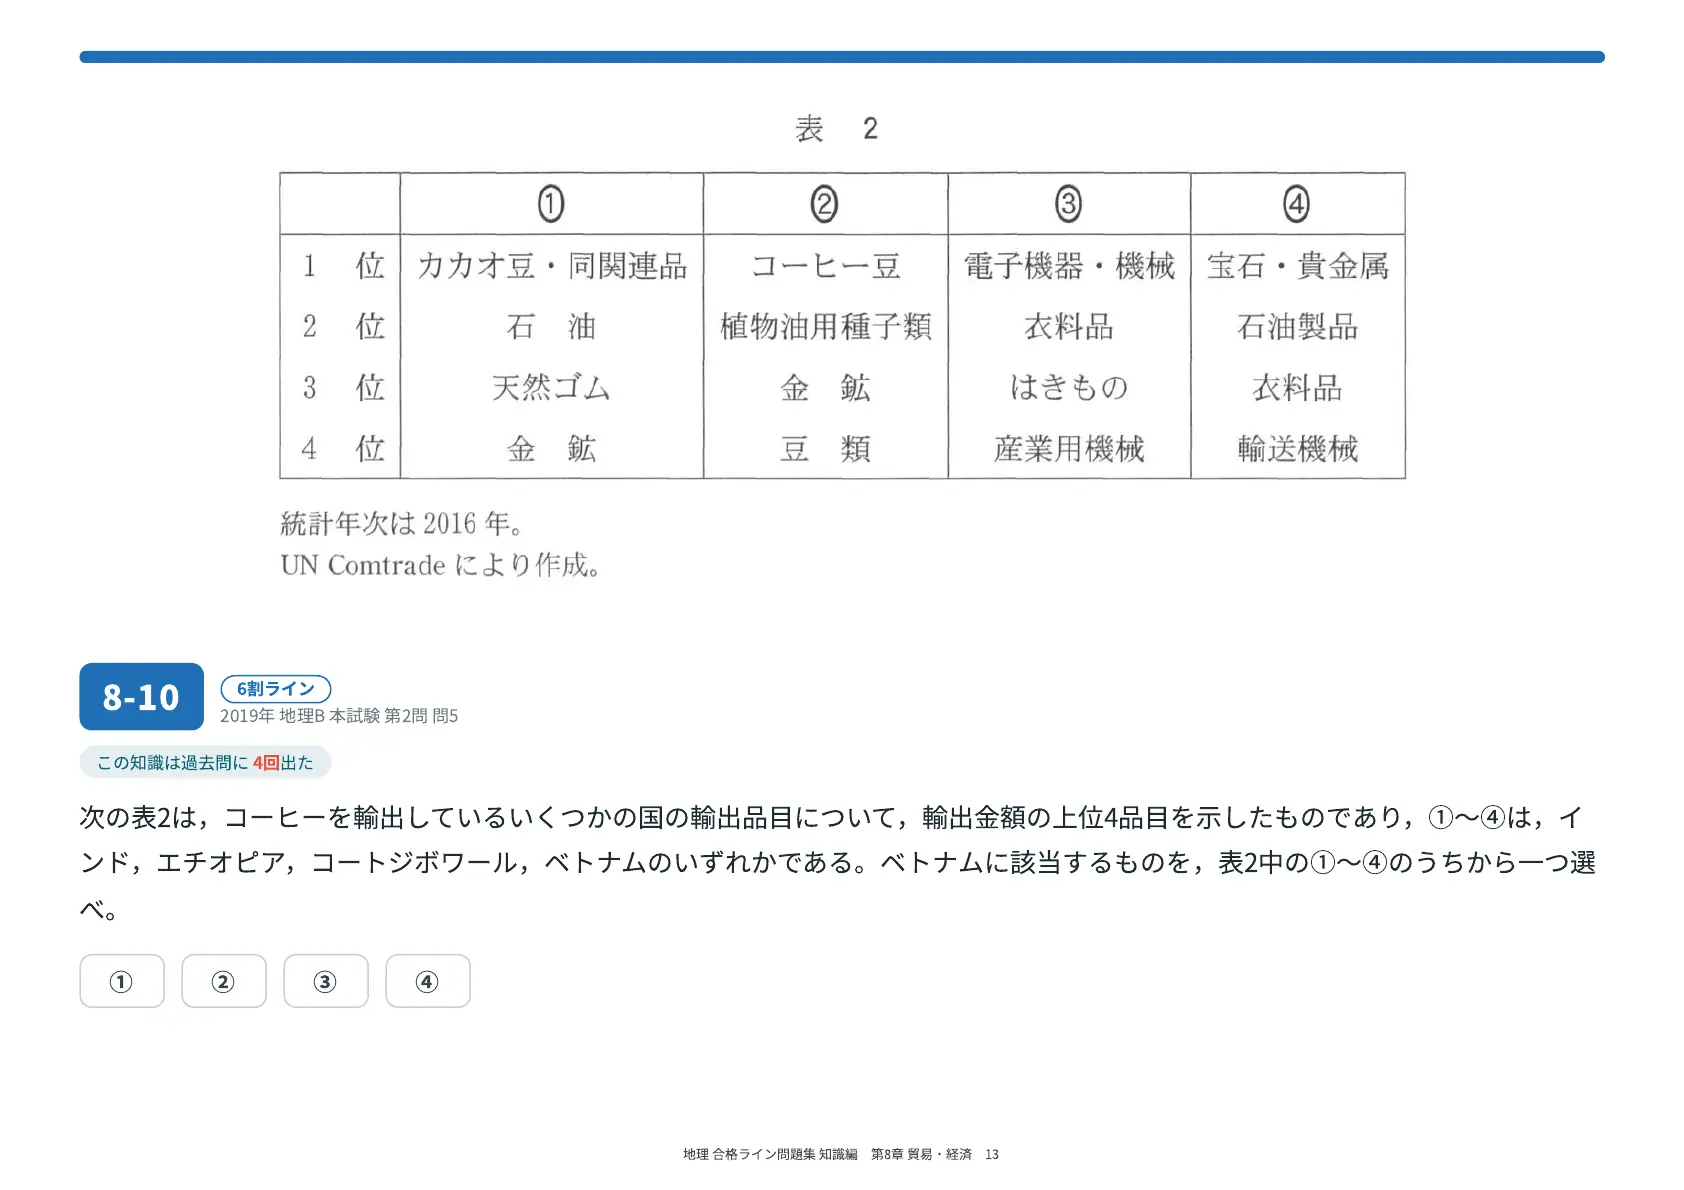 表 2
① ② ③ ④
1 位 カカオ豆・同関連品 コーヒー豆 電子機器・機械 宝石・貴金属
2 位 石 油 植物油用種子類 衣料品 石油製品
3 位 天然ゴム 金 鉱 はきもの 衣料品
4 位 金 鉱 豆 類 産業用機械 輸送機械
統計年次は 2016 年。
UN Comtrade により作成。
8-10 6割ライン
2019年 地理B 本試験 第2問 問5
この知識は過去問に 4回出た
次の表2は，コーヒーを輸出しているいくつかの国の輸出品目について，輸出金額の上位4品目を示したものであり，①〜④は，イ
ンド，エチオピア，コートジボワール，ベトナムのいずれかである。ベトナムに該当するものを，表2中の①〜④のうちから一つ選
べ。
① ② ③ ④
地理 合格ライン問題集 知識編 第8章 貿易・経済 13